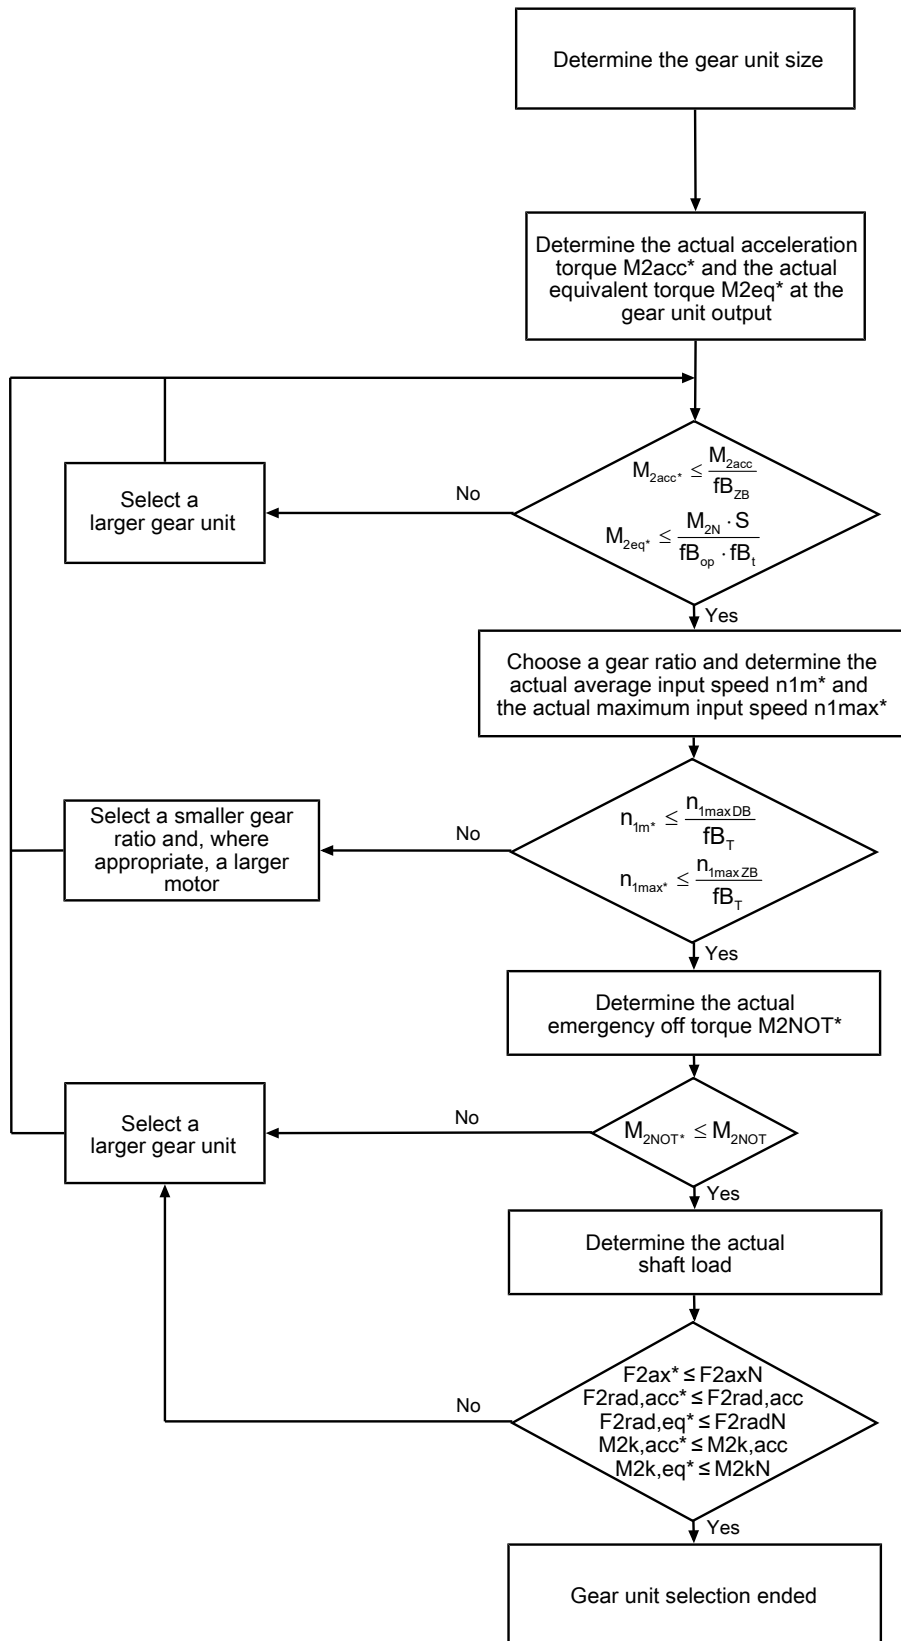 Determine the gear unit size
Determine the actual acceleration
torque M2acc* and the actual
equivalent torque M2eq* at the
gear unit output
Select a
larger gear unit
No
M2acc* ≤ M2acc / fBZB
M2eq* ≤ M2N · S / fBop · fBt
Yes
Choose a gear ratio and determine the
actual average input speed n1m* and
the actual maximum input speed n1max*
Select a smaller gear
ratio and, where
appropriate, a larger
motor
No
n1m* ≤ n1maxDB / fBT
n1max* ≤ n1maxZB / fBT
Yes
Determine the actual
emergency off torque M2NOT*
Select a
larger gear unit
No
M2NOT* ≤ M2NOT
Yes
Determine the actual
shaft load
No
F2ax* ≤ F2axN
F2rad,acc* ≤ F2rad,acc
F2rad,eq* ≤ F2radN
M2k,acc* ≤ M2k,acc
M2k,eq* ≤ M2kN
Yes
Gear unit selection ended